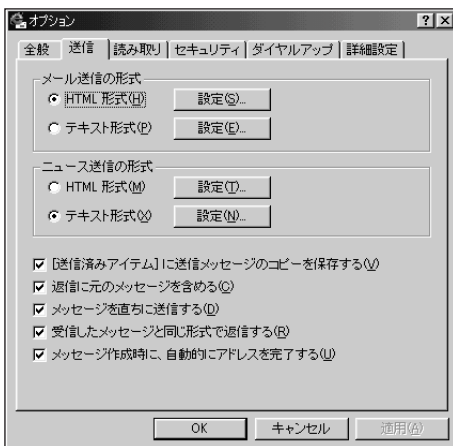 オプション
全般 送信 読み取り セキュリティ ダイヤルアップ 詳細設定
メール送信の形式
HTML 形式(H) 設定(S)...
テキスト形式(P) 設定(E)...
ニュース送信の形式
HTML 形式(M) 設定(T)...
テキスト形式(X) 設定(N)...
[送信済みアイテム]に送信メッセージのコピーを保存する(V)
返信に元のメッセージを含める(C)
メッセージを直ちに送信する(D)
受信したメッセージと同じ形式で返信する(R)
メッセージ作成時に、自動的にアドレスを完了する(U)
OK キャンセル 適用(A)